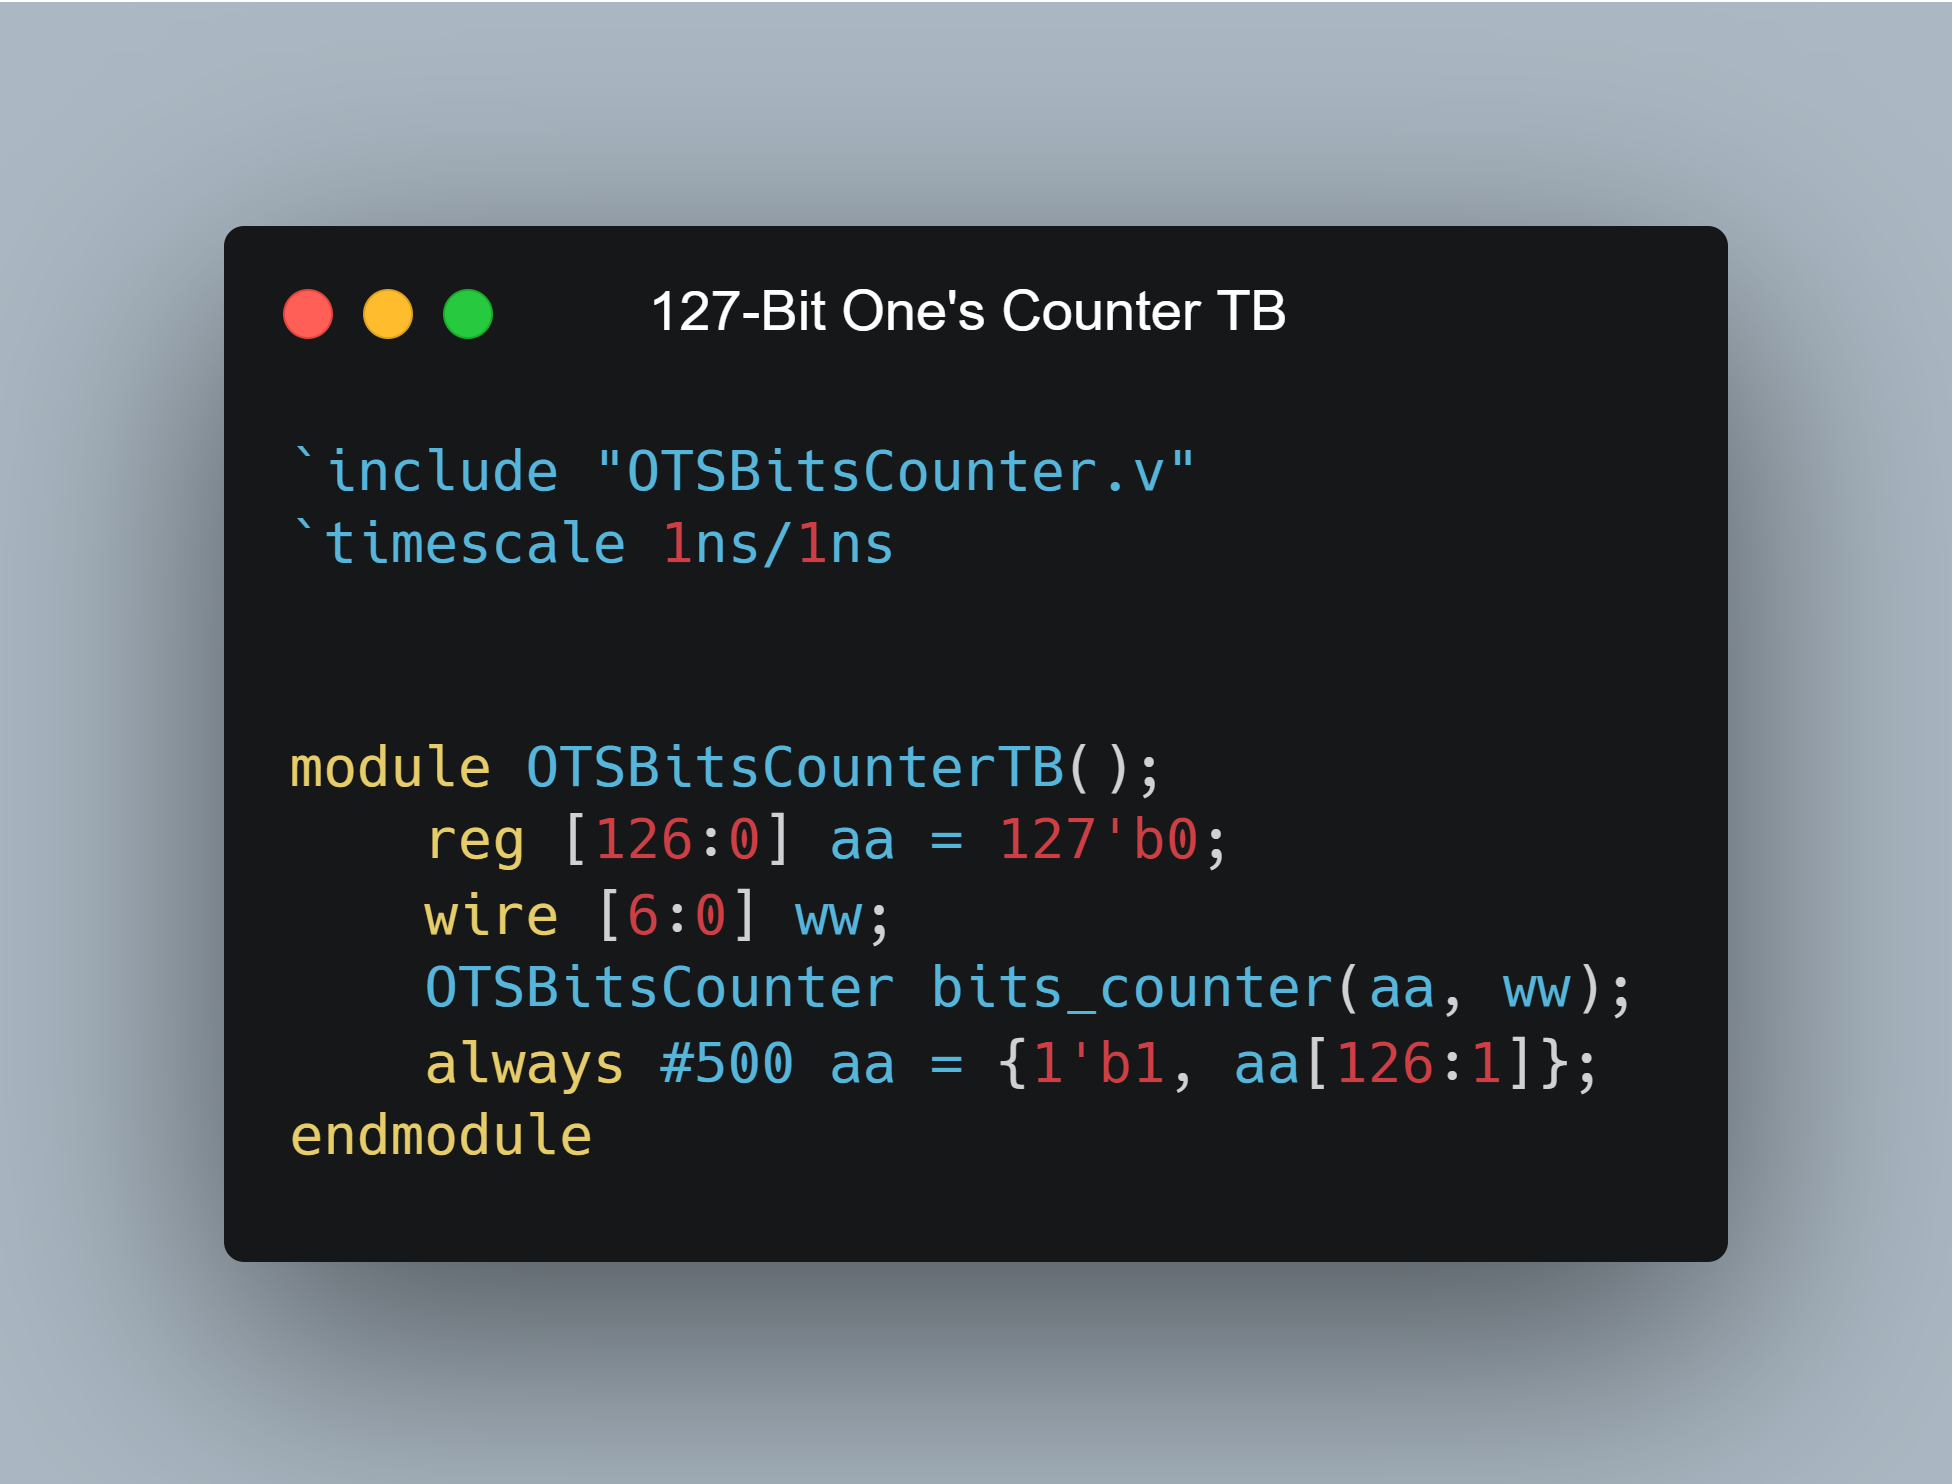 127-Bit One's Counter TB
`include "OTSBitsCounter.v"
`timescale 1ns/1ns
module OTSBitsCounterTB();
    reg [126:0] aa = 127'b0;
    wire [6:0] ww;
    OTSBitsCounter bits_counter(aa, ww);
    always #500 aa = {1'b1, aa[126:1]};
endmodule